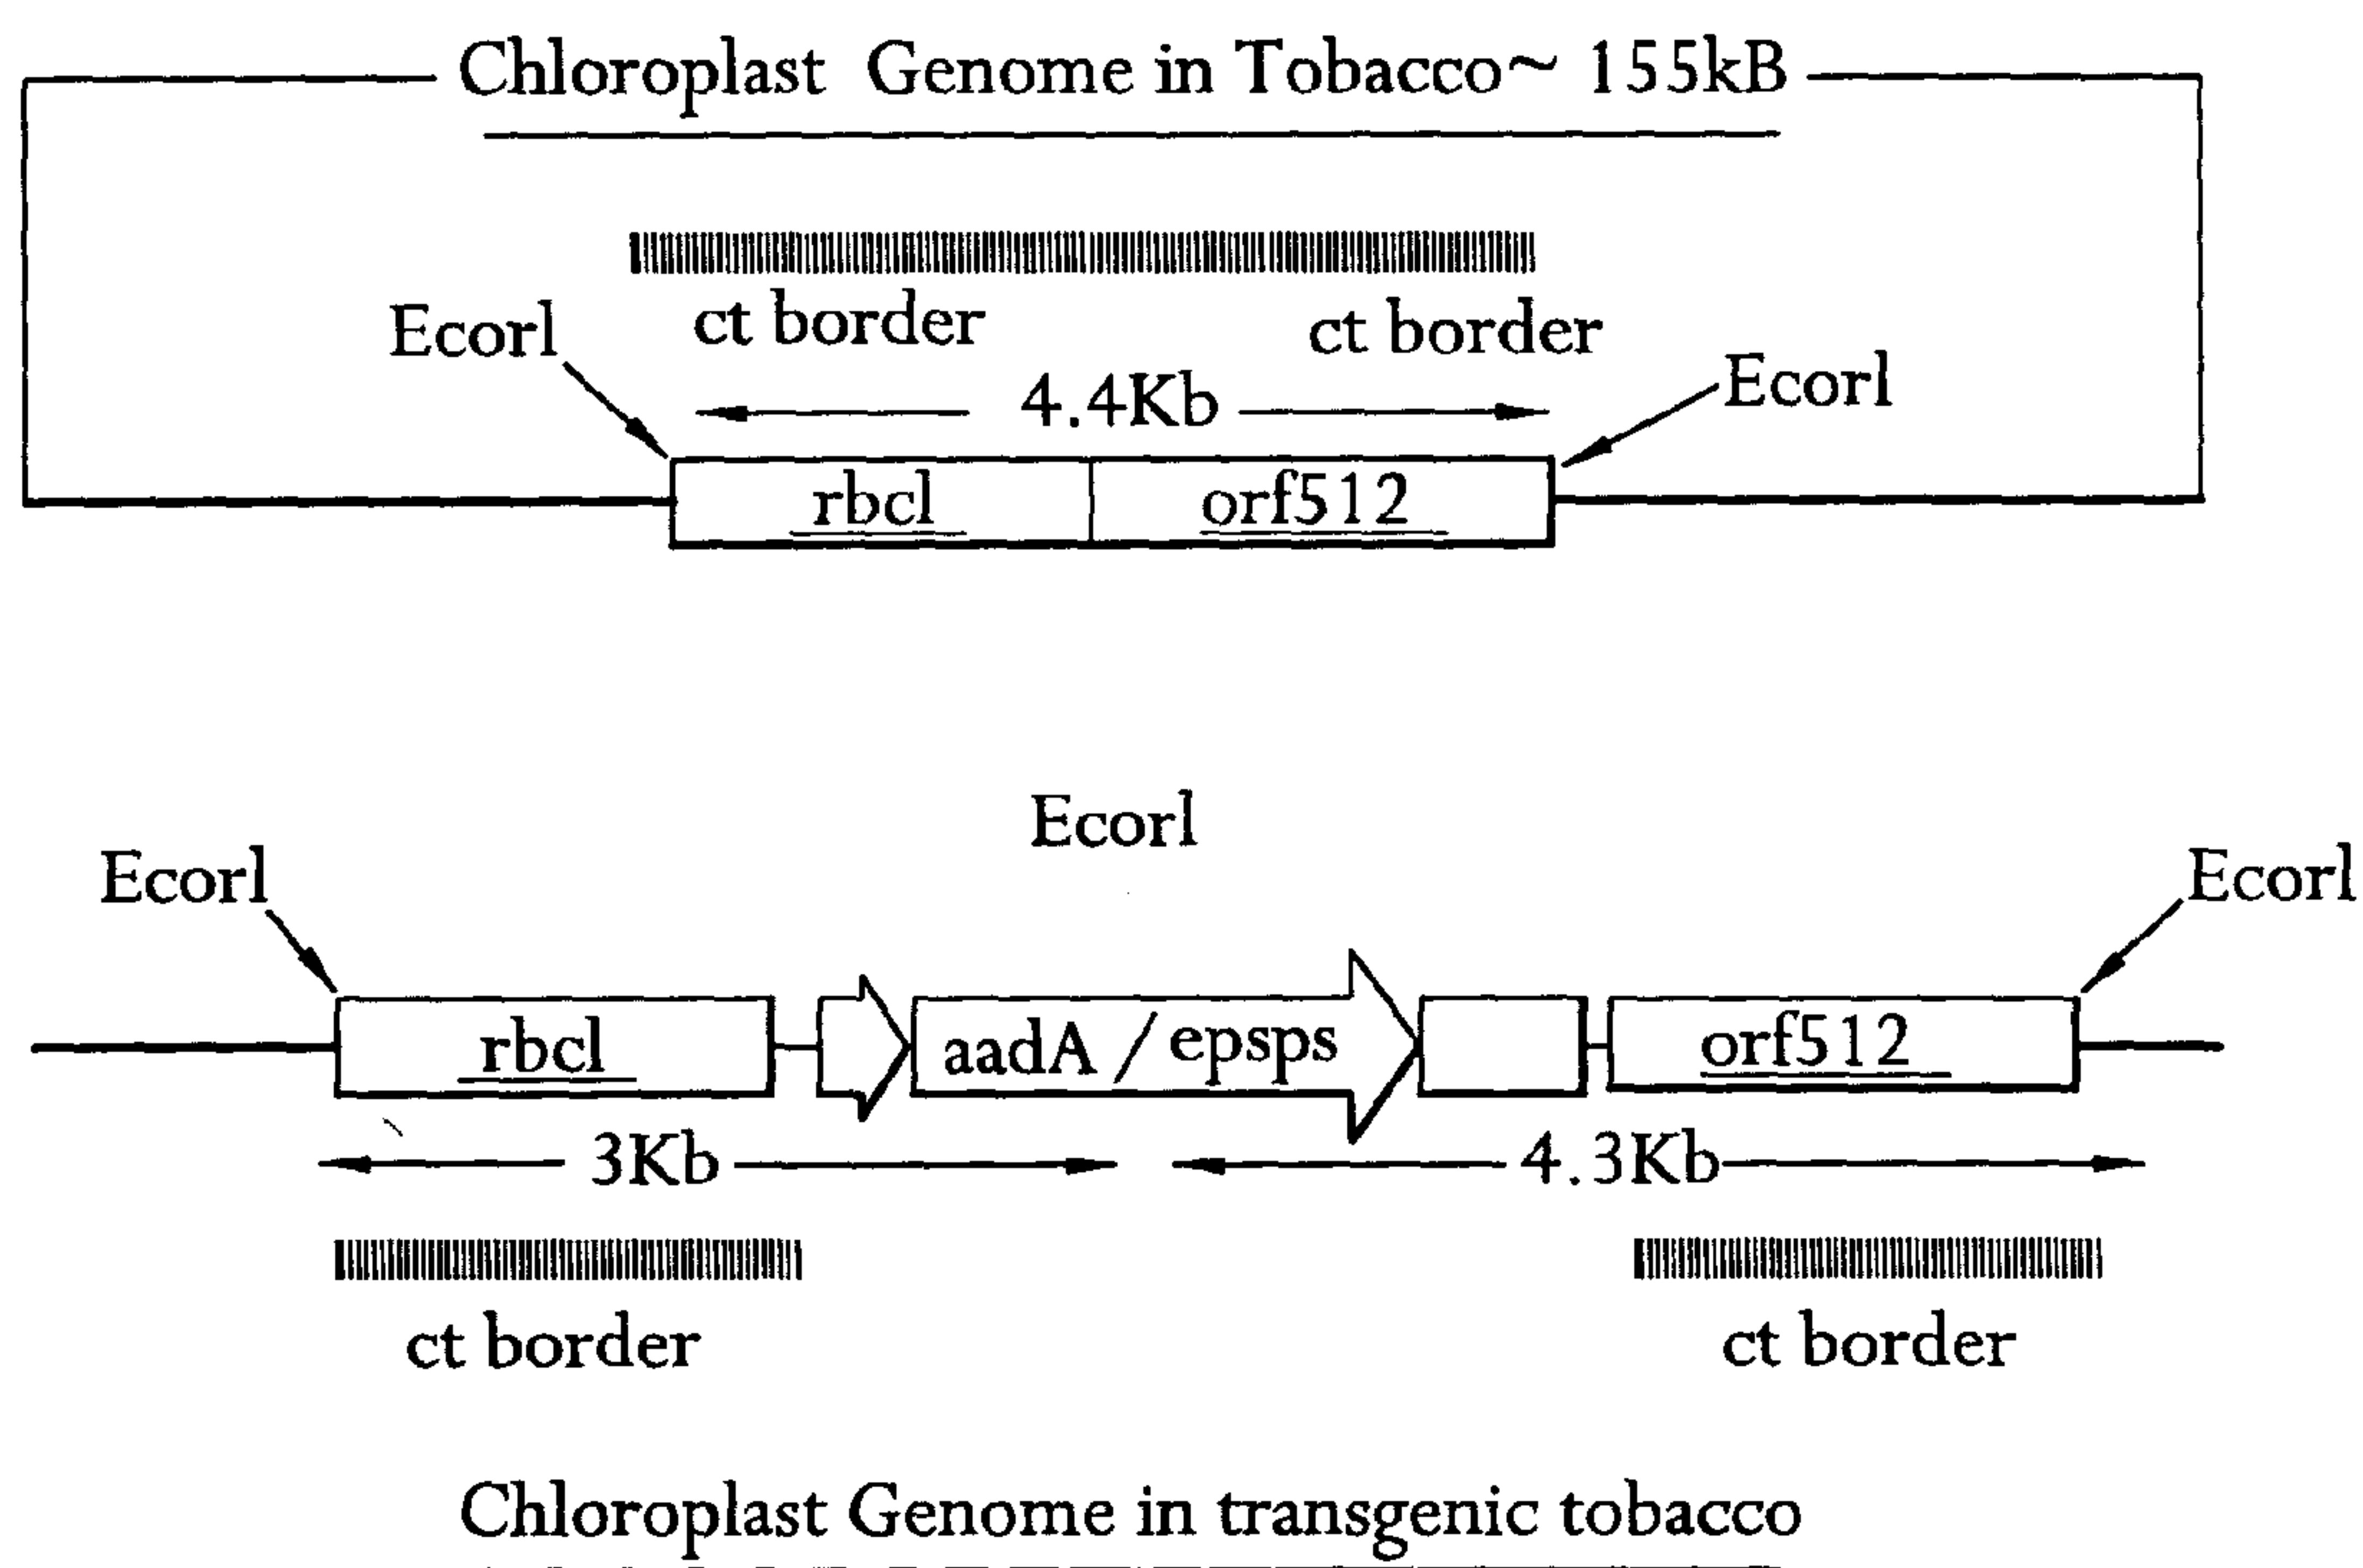 Chloroplast Genome in Tobacco~ 155kB
ct border
ct border
Ecorl
Ecorl
4.4Kb
rbcl
orf512
Ecorl
Ecorl
Ecorl
rbcl
aadA / epsps
orf512
3Kb
4.3Kb
ct border
ct border
Chloroplast Genome in transgenic tobacco